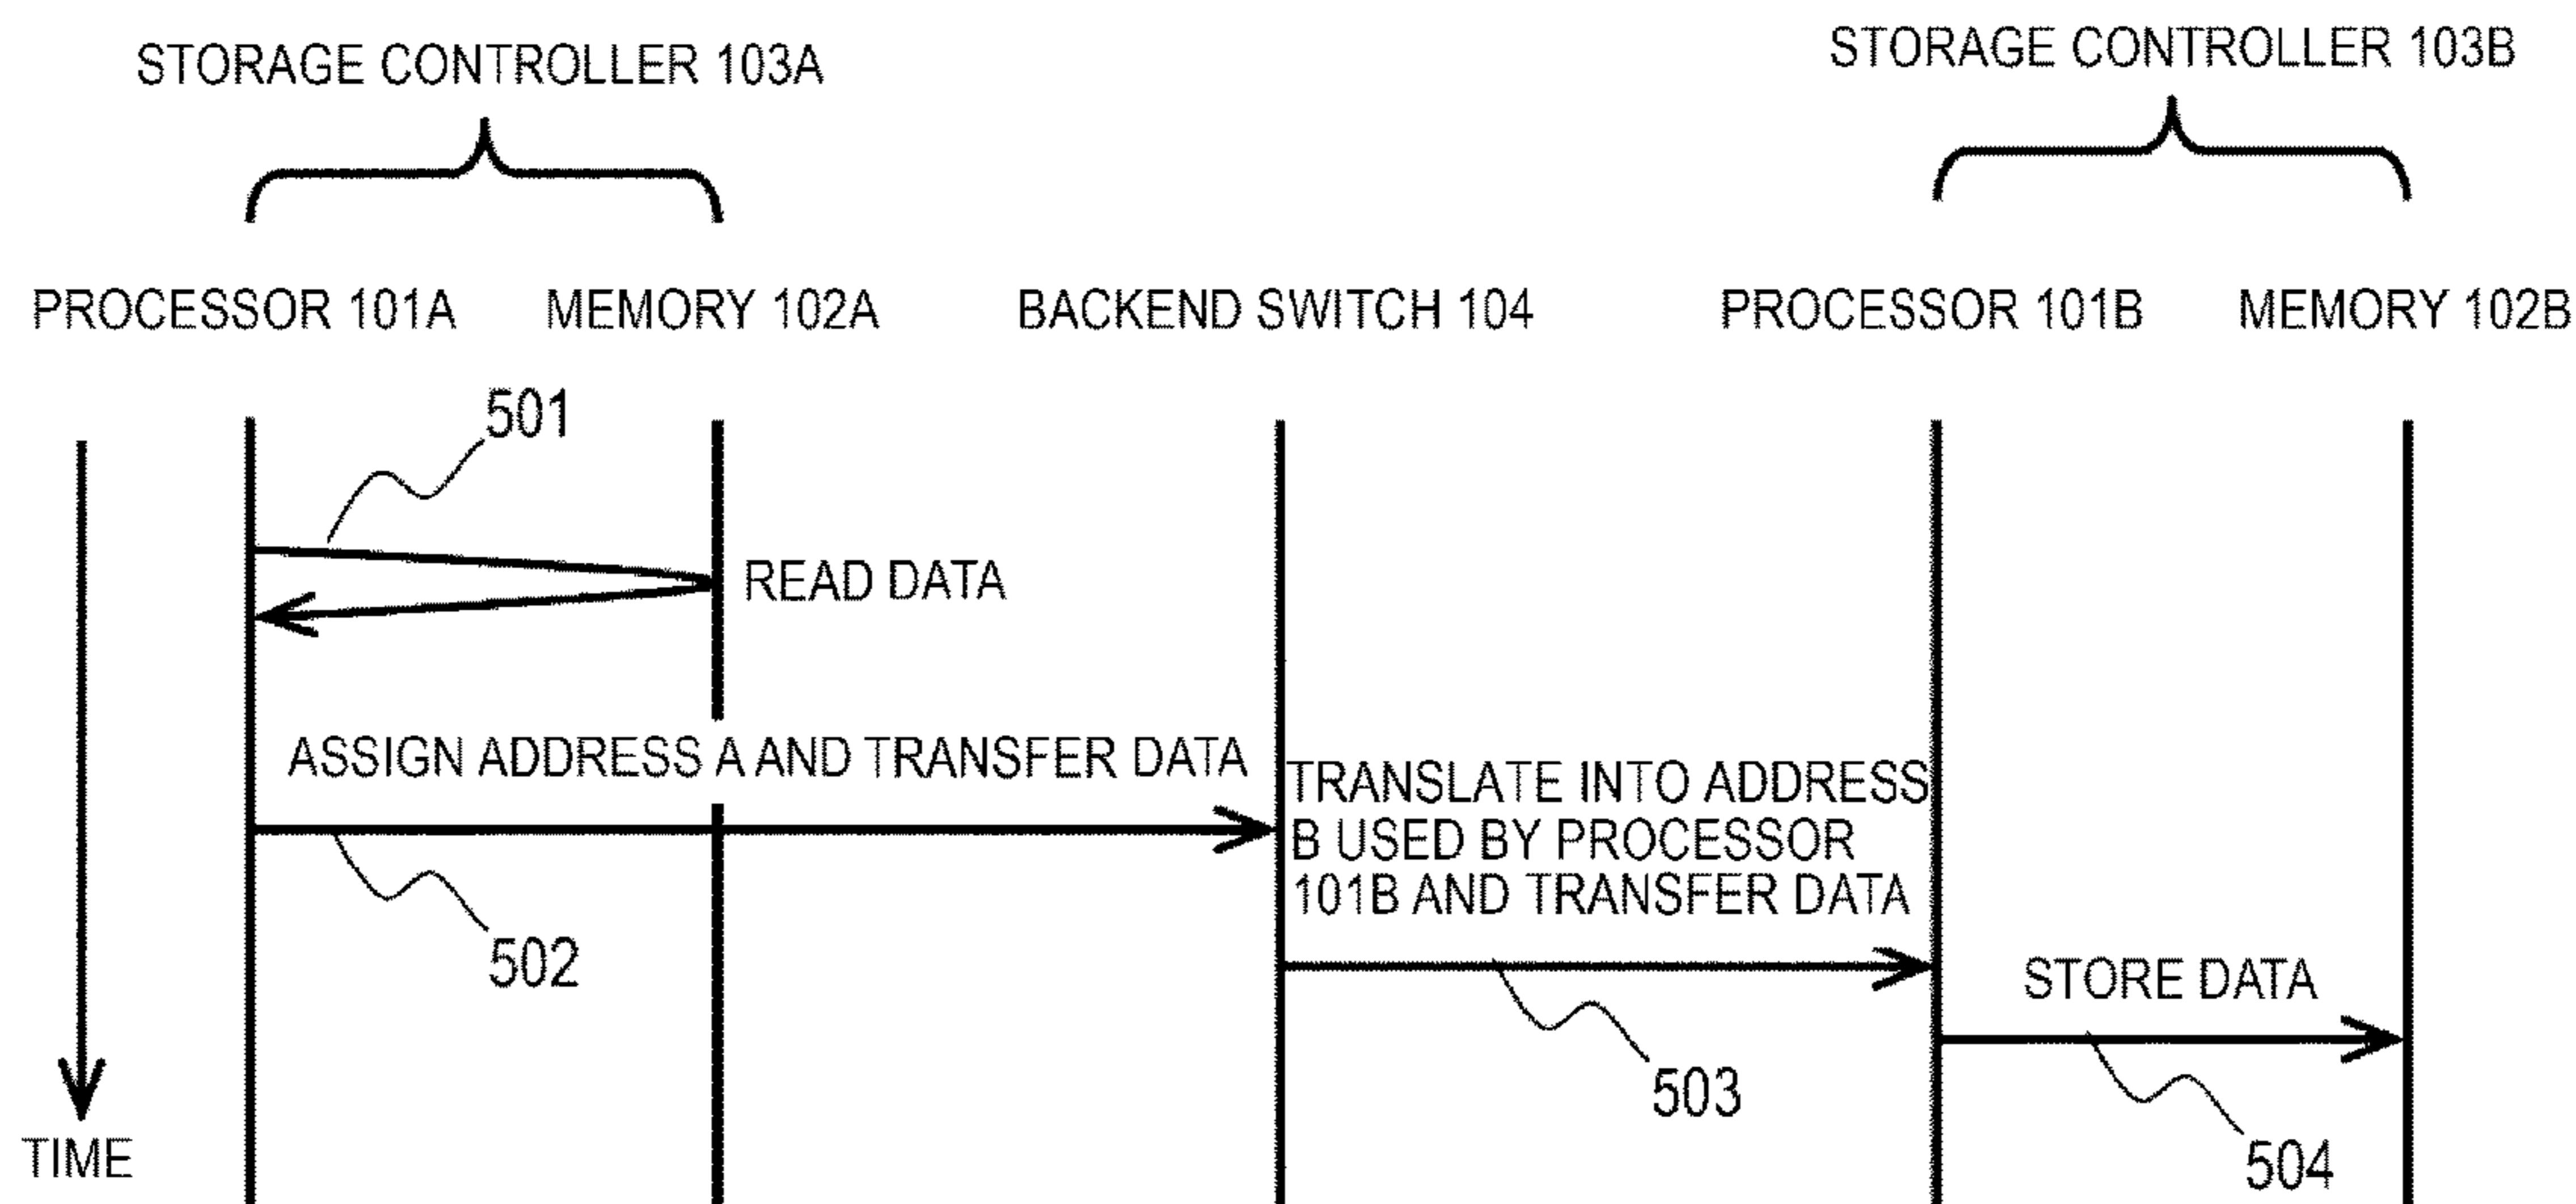 STORAGE CONTROLLER 103A
STORAGE CONTROLLER 103B
PROCESSOR 101A
MEMORY 102A
BACKEND SWITCH 104
PROCESSOR 101B
MEMORY 102B
501
READ DATA
ASSIGN ADDRESS A AND TRANSFER DATA
TRANSLATE INTO ADDRESS
B USED BY PROCESSOR
101B AND TRANSFER DATA
502
STORE DATA
503
TIME
504